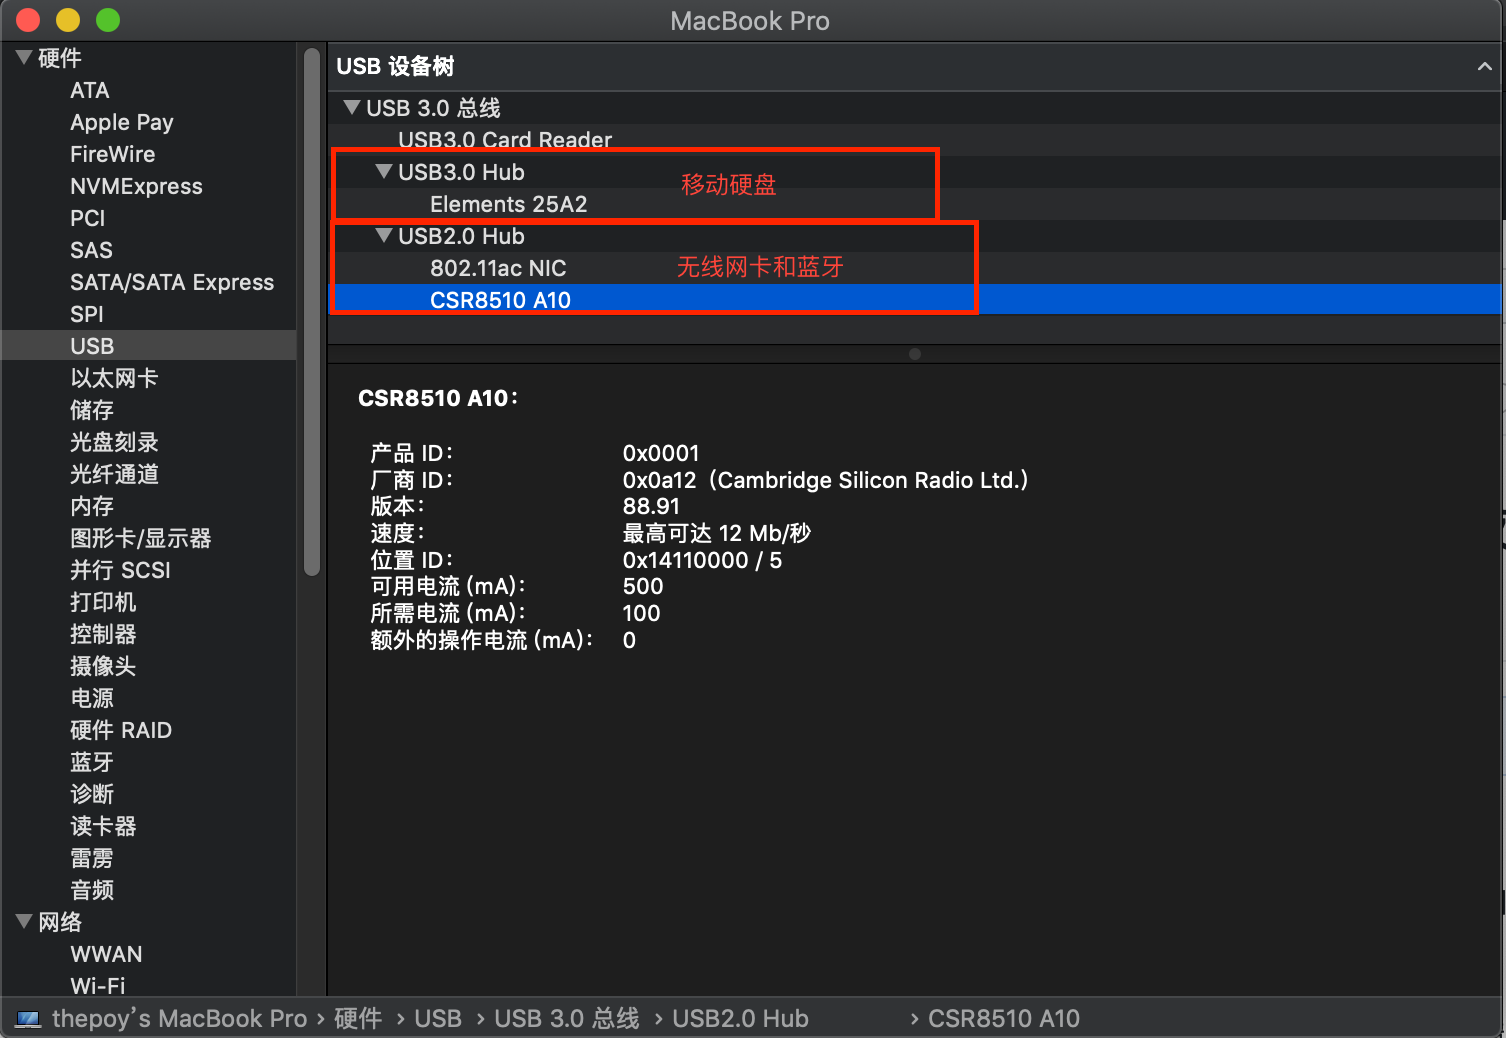 MacBook Pro
硬件
ATA
Apple Pay
FireWire
NVMExpress
PCI
SAS
SATA/SATA Express
SPI
USB
以太网卡
储存
光盘刻录
光纤通道
内存
图形卡/显示器
并行 SCSI
打印机
控制器
摄像头
电源
硬件 RAID
蓝牙
诊断
读卡器
雷雳
音频
网络
WWAN
Wi-Fi
USB 设备树
USB 3.0 总线
USB3.0 Card Reader
USB3.0 Hub
移动硬盘
Elements 25A2
USB2.0 Hub
802.11ac NIC
无线网卡和蓝牙
CSR8510 A10
CSR8510 A10：
产品 ID： 0x0001
厂商 ID： 0x0a12（Cambridge Silicon Radio Ltd.）
版本： 88.91
速度： 最高可达 12 Mb/秒
位置 ID： 0x14110000 / 5
可用电流 (mA)： 500
所需电流 (mA)： 100
额外的操作电流 (mA)： 0
thepoy’s MacBook Pro › 硬件 › USB › USB 3.0 总线 › USB2.0 Hub › CSR8510 A10